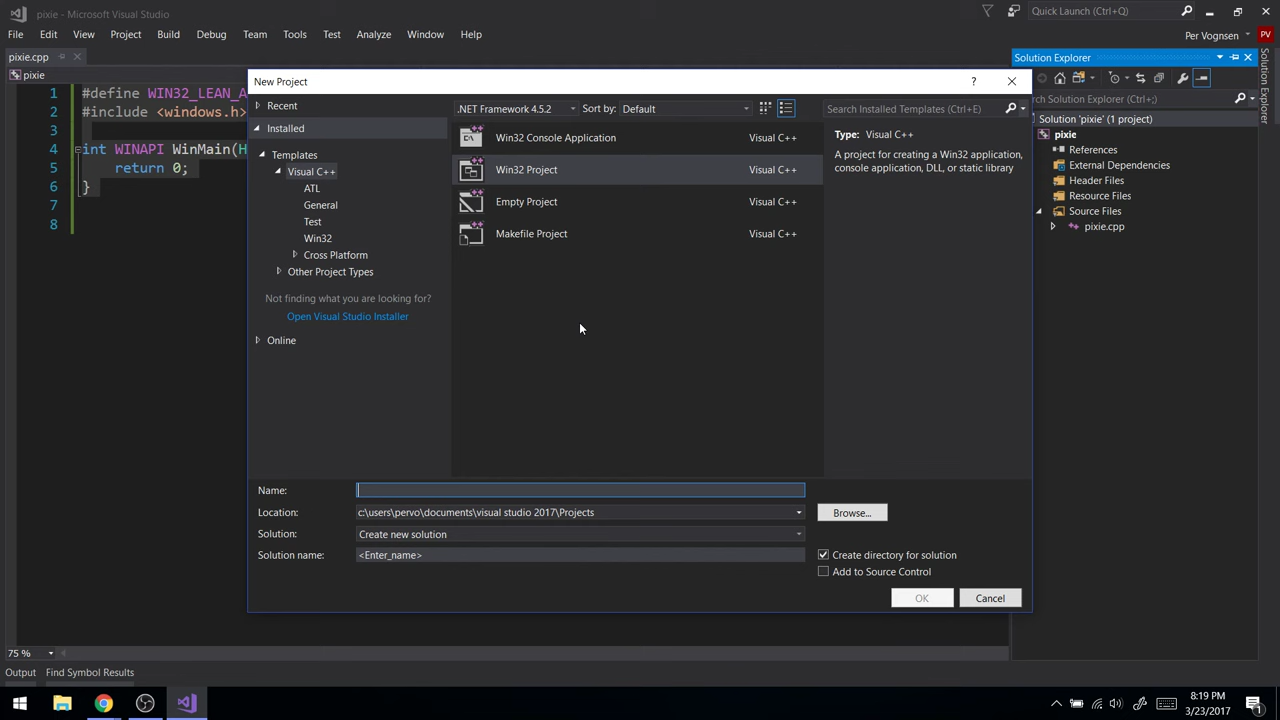 pixie - Microsoft Visual Studio
Quick Launch (Ctrl+Q)
File Edit View Project Build Debug Team Tools Test Analyze Window Help
Per Vognsen PV
pixie.cpp
pixie
1 #define WIN32_LEAN_A
2 #include <windows.h>
3
4 int WINAPI WinMain(H
5 return 0;
6 }
7
8
New Project
?
Recent
Installed
Templates
Visual C++
ATL
General
Test
Win32
Cross Platform
Other Project Types
Not finding what you are looking for?
Open Visual Studio Installer
Online
.NET Framework 4.5.2
Sort by: Default
Search Installed Templates (Ctrl+E)
Win32 Console Application Visual C++
Win32 Project Visual C++
Empty Project Visual C++
Makefile Project Visual C++
Type: Visual C++
A project for creating a Win32 application,
console application, DLL, or static library
Name:
Location: c:\users\pervo\documents\visual studio 2017\Projects
Browse...
Solution: Create new solution
Solution name: <Enter_name>
Create directory for solution
Add to Source Control
OK Cancel
Solution Explorer
Search Solution Explorer (Ctrl+;)
Solution 'pixie' (1 project)
pixie
References
External Dependencies
Header Files
Resource Files
Source Files
pixie.cpp
Solution Explorer
75 %
Output Find Symbol Results
8:19 PM
3/23/2017
1